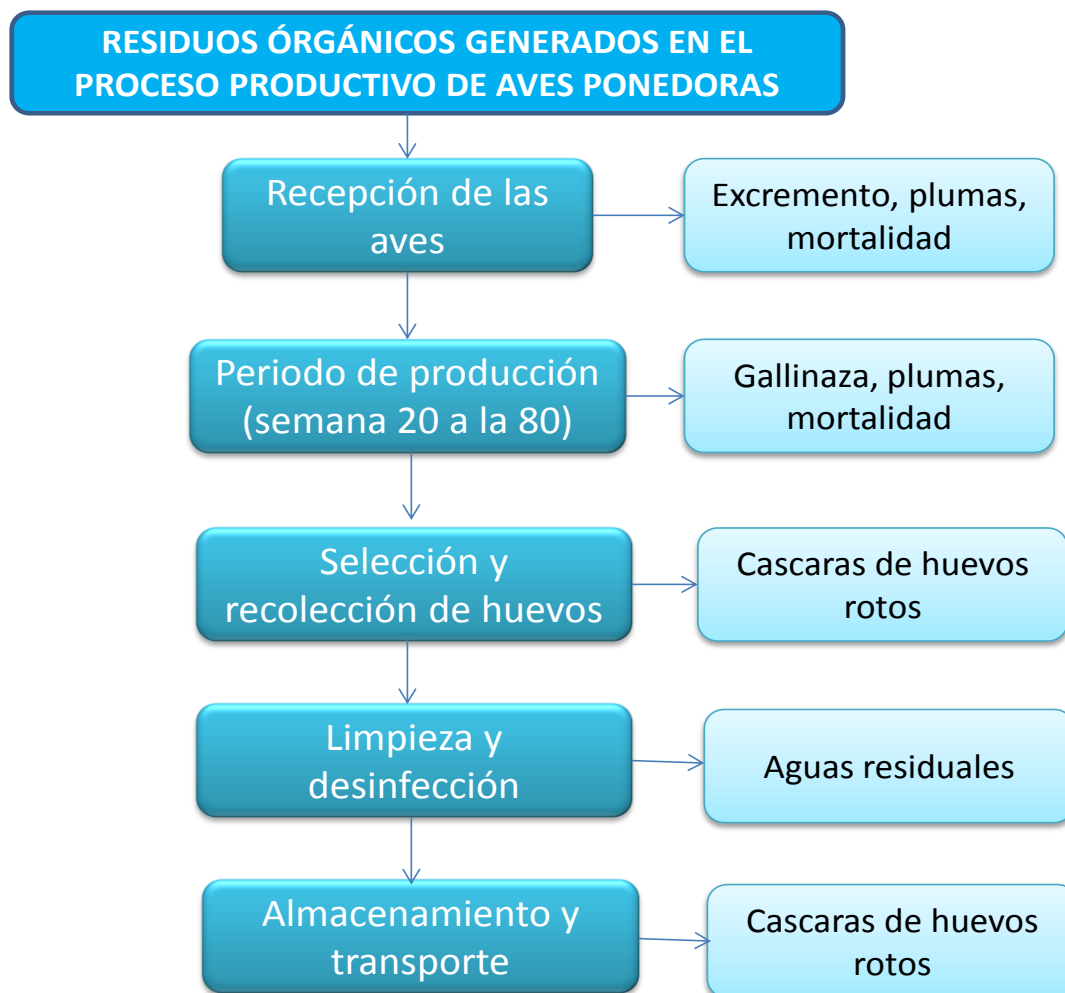 RESIDUOS ÓRGÁNICOS GENERADOS EN EL
PROCESO PRODUCTIVO DE AVES PONEDORAS
Recepción de las
aves
Excremento, plumas,
mortalidad
Periodo de producción
(semana 20 a la 80)
Gallinaza, plumas,
mortalidad
Selección y
recolección de huevos
Cascaras de huevos
rotos
Limpieza y
desinfección
Aguas residuales
Almacenamiento y
transporte
Cascaras de huevos
rotos